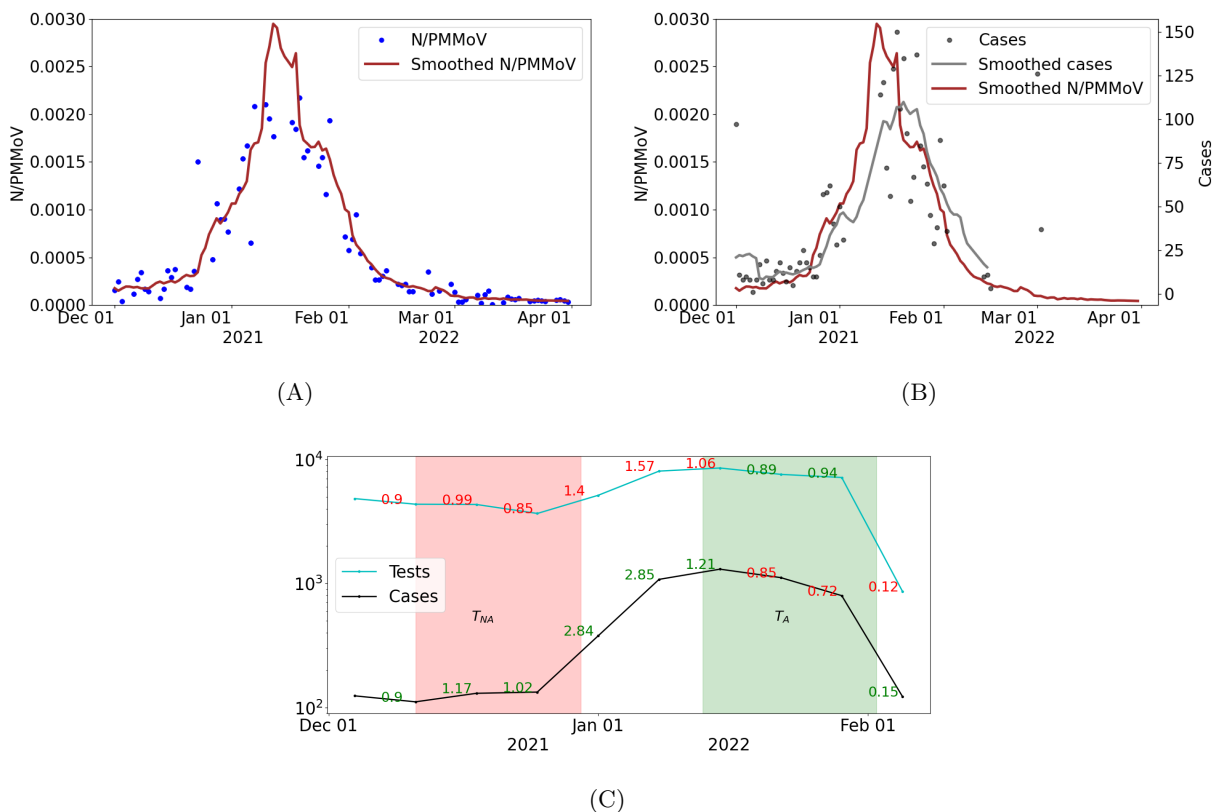 0.0030
0.0025
0.0020
0.0015
0.0010
0.0005
0.0000
N/PMMoV
N/PMMoV
Smoothed N/PMMoV
Dec 01 Jan 01 Feb 01 Mar 01 Apr 01
2021 2022
(A)
0.0030
0.0025
0.0020
0.0015
0.0010
0.0005
0.0000
N/PMMoV
Cases
Smoothed cases
Smoothed N/PMMoV
150
125
100
75
50
25
0
Cases
Dec 01 Jan 01 Feb 01 Mar 01 Apr 01
2021 2022
(B)
10⁴
10³
10²
0.9 0.99 0.85 1.4 1.57 1.06 0.89 0.94 0.12
Tests
Cases
T_NA T_A
0.9 1.17 1.02 2.84 2.85 1.21 0.85 0.72 0.15
Dec 01 Jan 01 Feb 01
2021 2022
(C)